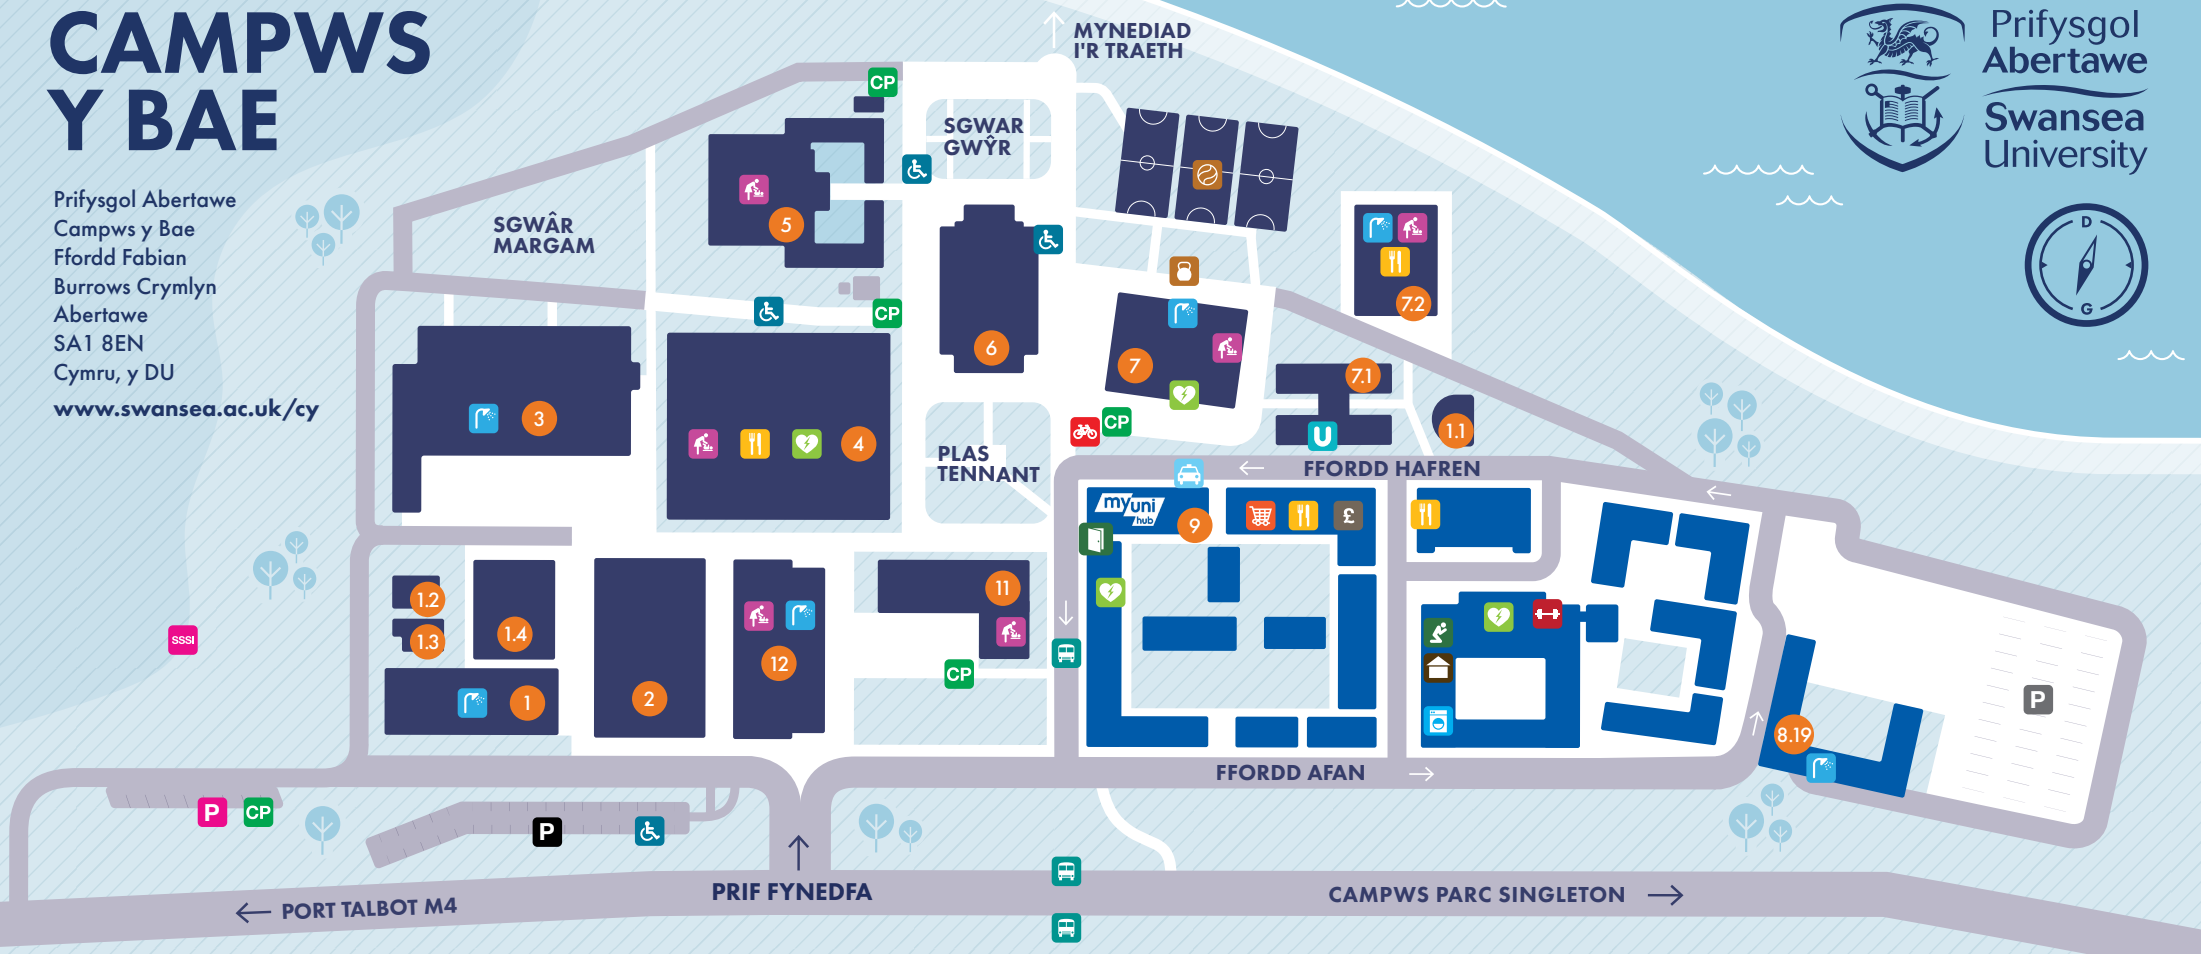 CAMPWS
Y BAE
Prifysgol Abertawe
Campws y Bae
Ffordd Fabian
Burrows Crymlyn
Abertawe
SA1 8EN
Cymru, y DU
www.swansea.ac.uk/cy
MYNEDIAD
I'R TRAETH
Prifysgol
Abertawe
Swansea
University
D
G
CP
SGWAR
GWŶR
SGWÂR
MARGAM
5
CP
6
7.2
7
7.1
3
4
CP
U
1.1
PLAS
TENNANT
FFORDD HAFREN
myuni
hub
9
£
1.2
1.3
1.4
11
12
SSSI
1
2
CP
P
8.19
FFORDD AFAN
P
CP
P
PRIF FYNEDFA
PORT TALBOT M4
CAMPWS PARC SINGLETON